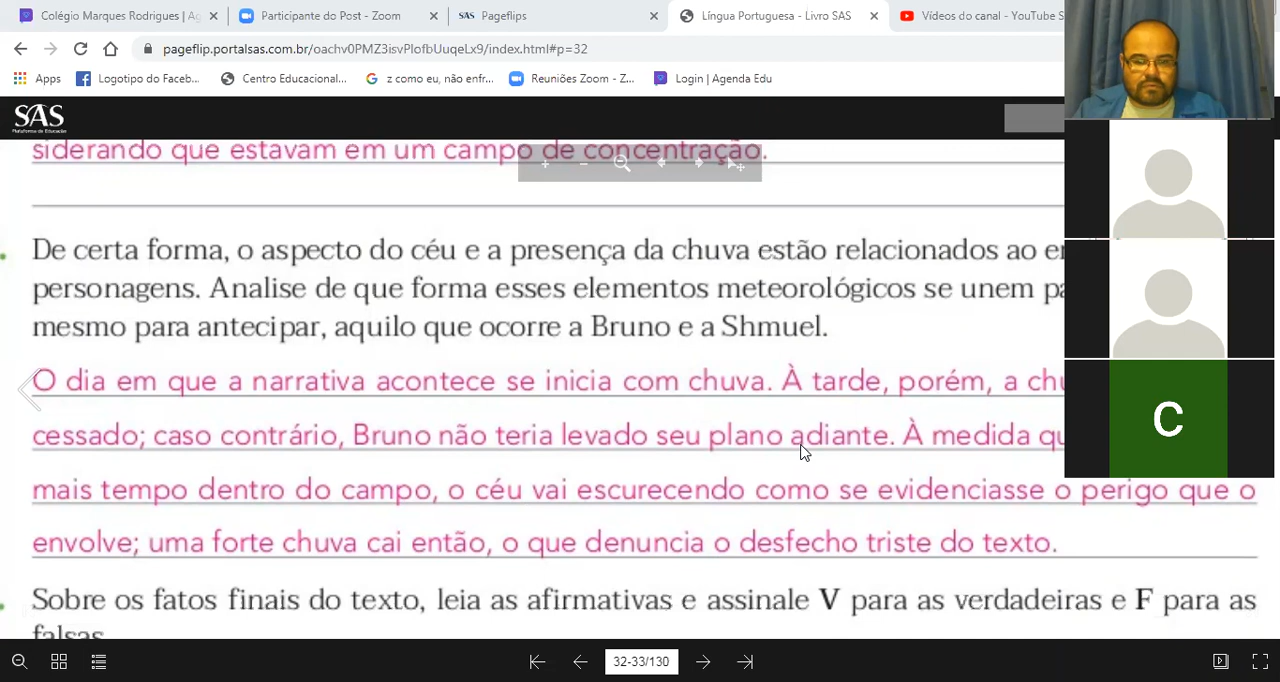 Colégio Marques Rodrigues | Ag
Participante do Post - Zoom
SAS Pageflips
Língua Portuguesa - Livro SAS
Vídeos do canal - YouTube S
pageflip.portalsas.com.br/oachv0PMZ3isvPlofbUuqeLx9/index.html#p=32
Apps
Logotipo do Faceb...
Centro Educacional...
G z como eu, não enfr...
Reuniões Zoom - Z...
Login | Agenda Edu
SAS
Plataforma de Educação
siderando que estavam em um campo de concentração.
De certa forma, o aspecto do céu e a presença da chuva estão relacionados ao
personagens. Analise de que forma esses elementos meteorológicos se unem
mesmo para antecipar, aquilo que ocorre a Bruno e a Shmuel.
O dia em que a narrativa acontece se inicia com chuva. À tarde, porém, a
cessado; caso contrário, Bruno não teria levado seu plano adiante. À medida
mais tempo dentro do campo, o céu vai escurecendo como se evidenciasse o perigo que o
envolve; uma forte chuva cai então, o que denuncia o desfecho triste do texto.
Sobre os fatos finais do texto, leia as afirmativas e assinale V para as verdadeiras e F para as
falsas
C
32-33/130